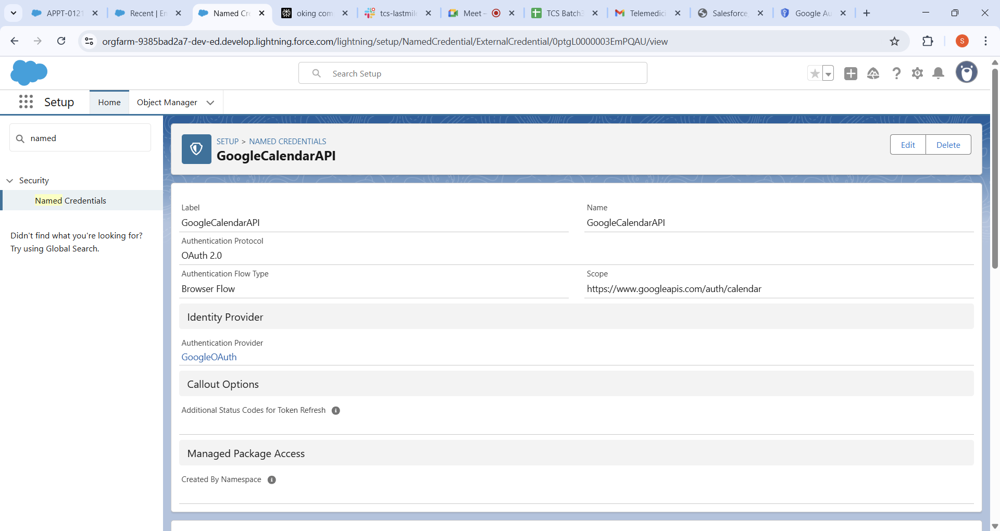 APPT-0121
Recent | En
Named Cre
oking com
tcs-lastmile
Meet -
TCS Batch3
Telemedici
Salesforce
Google Au
orgfarm-9385bad2a7-dev-ed.develop.lightning.force.com/lightning/setup/NamedCredential/ExternalCredential/0ptgL0000003EmPQAU/view
S
Search Setup
Setup
Home
Object Manager
named
Security
Named Credentials
Didn't find what you're looking for?
Try using Global Search.
SETUP > NAMED CREDENTIALS
GoogleCalendarAPI
Edit
Delete
Label
GoogleCalendarAPI
Name
GoogleCalendarAPI
Authentication Protocol
OAuth 2.0
Authentication Flow Type
Browser Flow
Scope
https://www.googleapis.com/auth/calendar
Identity Provider
Authentication Provider
GoogleOAuth
Callout Options
Additional Status Codes for Token Refresh
Managed Package Access
Created By Namespace